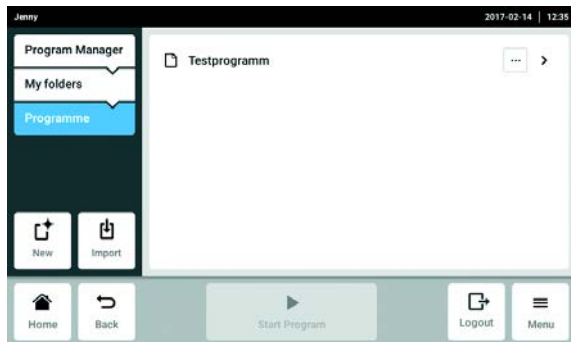 Jenny 2017-02-14 | 12:35
Program Manager
My folders
Programme
Testprogramm ...
New Import
Home Back Start Program Logout Menu